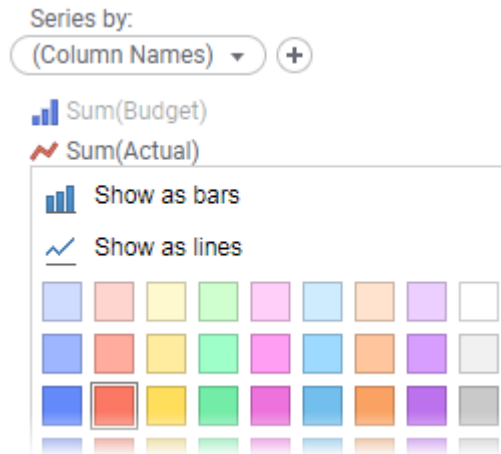 Series by:
(Column Names)
Sum(Budget)
Sum(Actual)
Show as bars
Show as lines